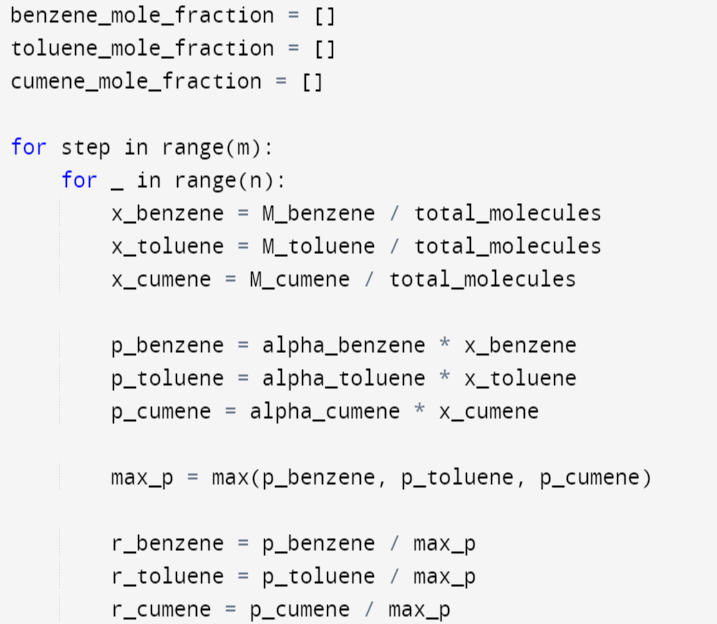 benzene_mole_fraction = []
toluene_mole_fraction = []
cumene_mole_fraction = []
for step in range(m):
for _ in range(n):
x_benzene = M_benzene / total_molecules
x_toluene = M_toluene / total_molecules
x_cumene = M_cumene / total_molecules
p_benzene = alpha_benzene * x_benzene
p_toluene = alpha_toluene * x_toluene
p_cumene = alpha_cumene * x_cumene
max_p = max(p_benzene, p_toluene, p_cumene)
r_benzene = p_benzene / max_p
r_toluene = p_toluene / max_p
r_cumene = p_cumene / max_p